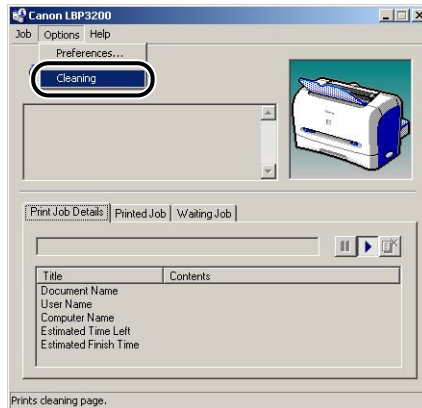 Canon LBP3200
Job Options Help
Preferences...
Cleaning
Print Job Details Printed Job Waiting Job
Title Contents
Document Name
User Name
Computer Name
Estimated Time Left
Estimated Finish Time
Prints cleaning page.